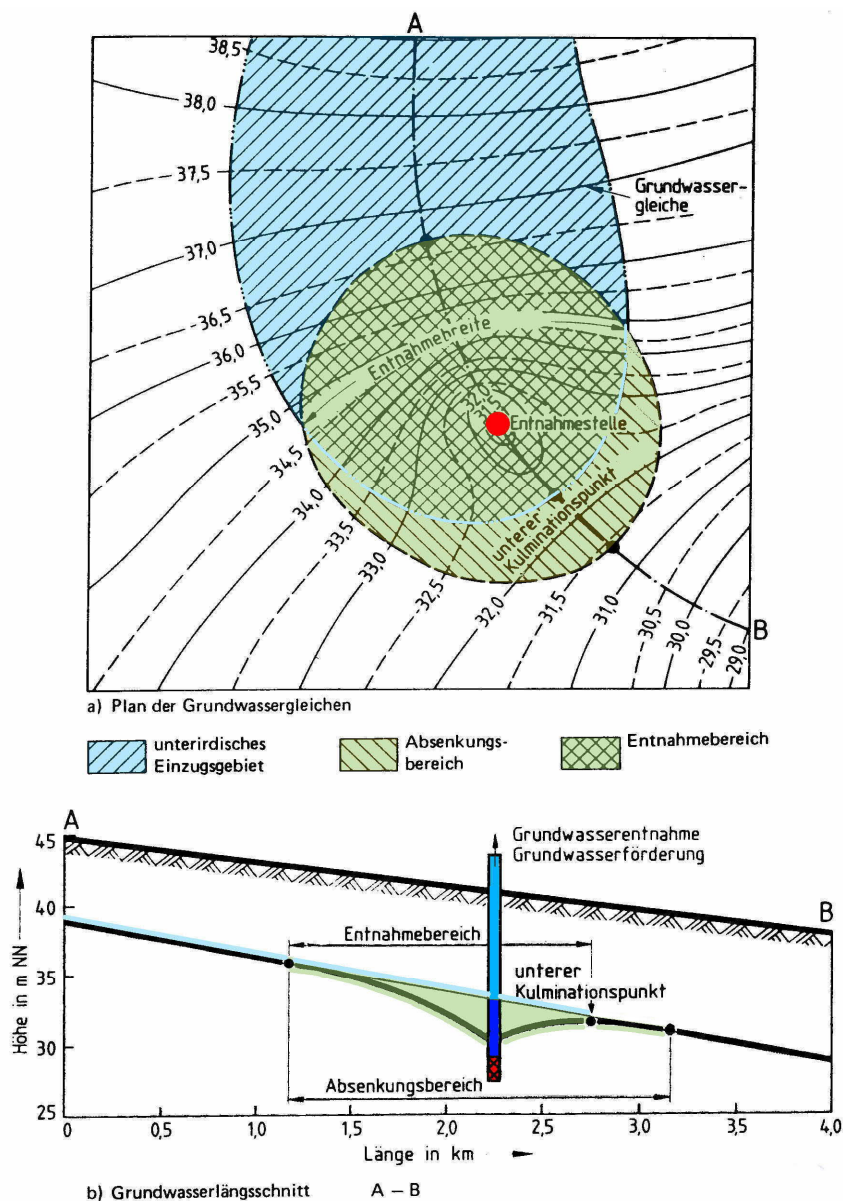 A
38,5
38,0
37,5
Grundwasser-
gleiche
37,0
36,5
36,0
35,5
35,0
34,5
34,0
33,5
33,0
32,5
32,0
31,5
31,0
30,5
30,0
29,5
29,0
Entnahmebreite
Entnahmestelle
unterer
Kulminationspunkt
B
a) Plan der Grundwassergleichen
unterirdisches
Einzugsgebiet
Absenkungs-
bereich
Entnahmebereich
A
Grundwasserentnahme
Grundwasserförderung
B
Höhe in m NN
45
40
35
30
25
Entnahmebereich
unterer
Kulminationspunkt
Absenkungsbereich
0
0,5
1,0
1,5
2,0
2,5
3,0
3,5
4,0
Länge in km
b) Grundwasserlängsschnitt A – B